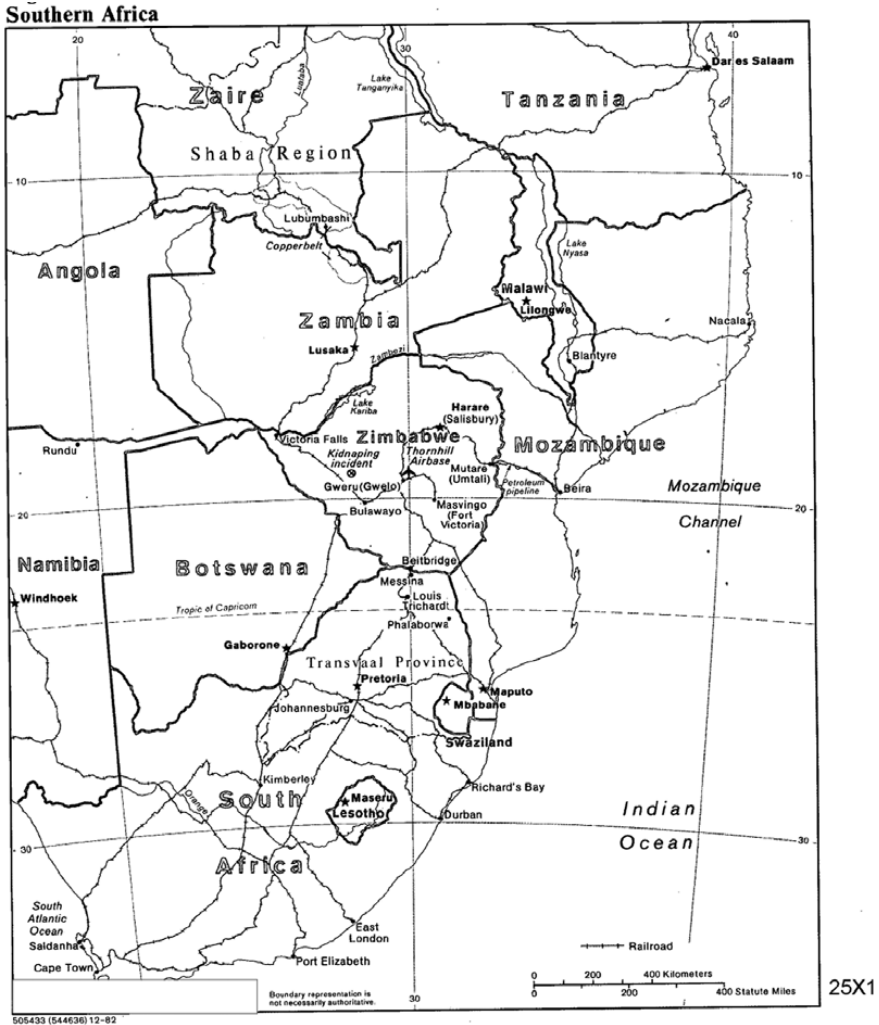 Southern Africa
20
30
40
Dar es Salaam
Zaire
Lualaba
Lake
Tanganyika
Tanzania
Shaba Region
10
10
Lubumbashi
Copperbelt
Lake
Nyasa
Angola
Malawi
Lilongwe
Zambia
Nacala
Lusaka
Zambezi
Blantyre
Lake
Kariba
Harare
(Salisbury)
Victoria Falls
Zimbabwe
Mozambique
Rundu
Kidnaping
incident
Thornhill
Airbase
Mutare
(Umtali)
Gweru(Gwelo)
Petroleum
pipeline
Beira
Mozambique
Channel
Bulawayo
Masvingo
(Fort
Victoria)
20
20
Namibia
Botswana
Beitbridge
Messina
Windhoek
Louis
Trichardt
Tropic of Capricorn
Phalaborwa
Gaborone
Transvaal Province
Pretoria
Maputo
Mbabane
Johannesburg
Swaziland
Kimberley
Richard's Bay
South
Africa
Orange
Maseru
Lesotho
Durban
Indian
Ocean
30
30
South
Atlantic
Ocean
Saldanha
East
London
Cape Town
Port Elizabeth
Railroad
0 200 400 Kilometers
0 200 400 Statute Miles
Boundary representation is
not necessarily authoritative.
30
25X1
505433 (544636) 12-82